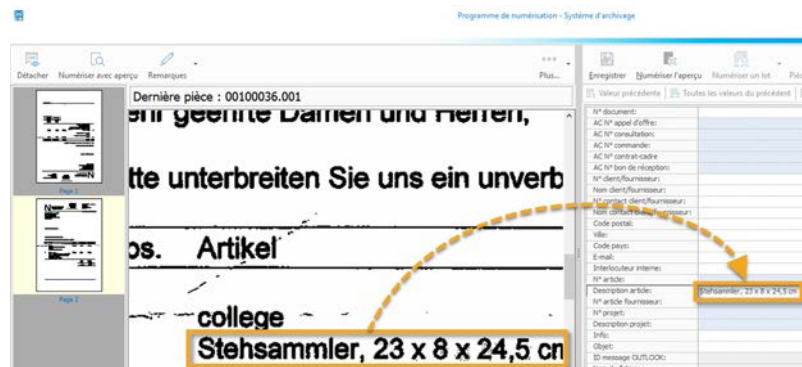 Programme de numérisation - Système d'archivage
Détacher
Numériser avec aperçu
Remarques
Plus...
Enregistrer
Numériser l'aperçu
Numériser un lot
Valeur précédente
Toutes les valeurs du précédent
Dernière pièce : 00100036.001
Page 1
Page 2
geehrte Damen und Herren,
tte unterbreiten Sie uns ein unverb
os. Artikel
college
Stehsammler, 23 x 8 x 24,5 cm
N° document:
AC N° appel d'offre:
AC N° consultation:
AC N° commande:
AC N° contrat-cadre
AC N° bon de réception:
N° client/fournisseur:
Nom client/fournisseur:
N° contact client/fournisseur:
Nom contact client/fournisseur:
Code postal:
Ville:
Code pays:
E-mail:
Interlocuteur interne:
N° article:
Description article: Stehsammler, 23 x 8 x 24,5 cm
N° article fournisseur:
N° projet:
Description projet:
Info:
Objet:
ID message OUTLOOK: